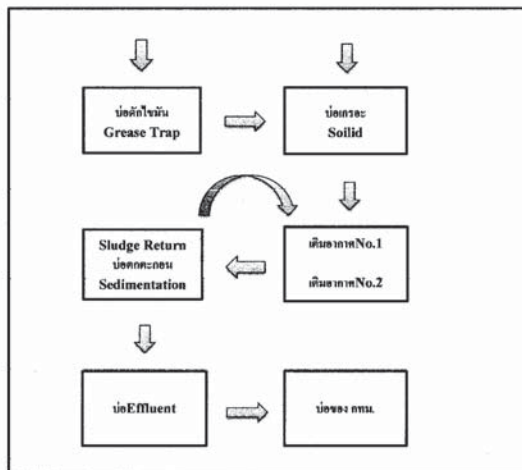 บ่อดักไขมัน
Grease Trap
บ่อเกรอะ
Soilid
Sludge Return
บ่อตกตะกอน
Sedimentation
เติมอากาศNo.1
เติมอากาศNo.2
บ่อEffluent
บ่อของ กทม.